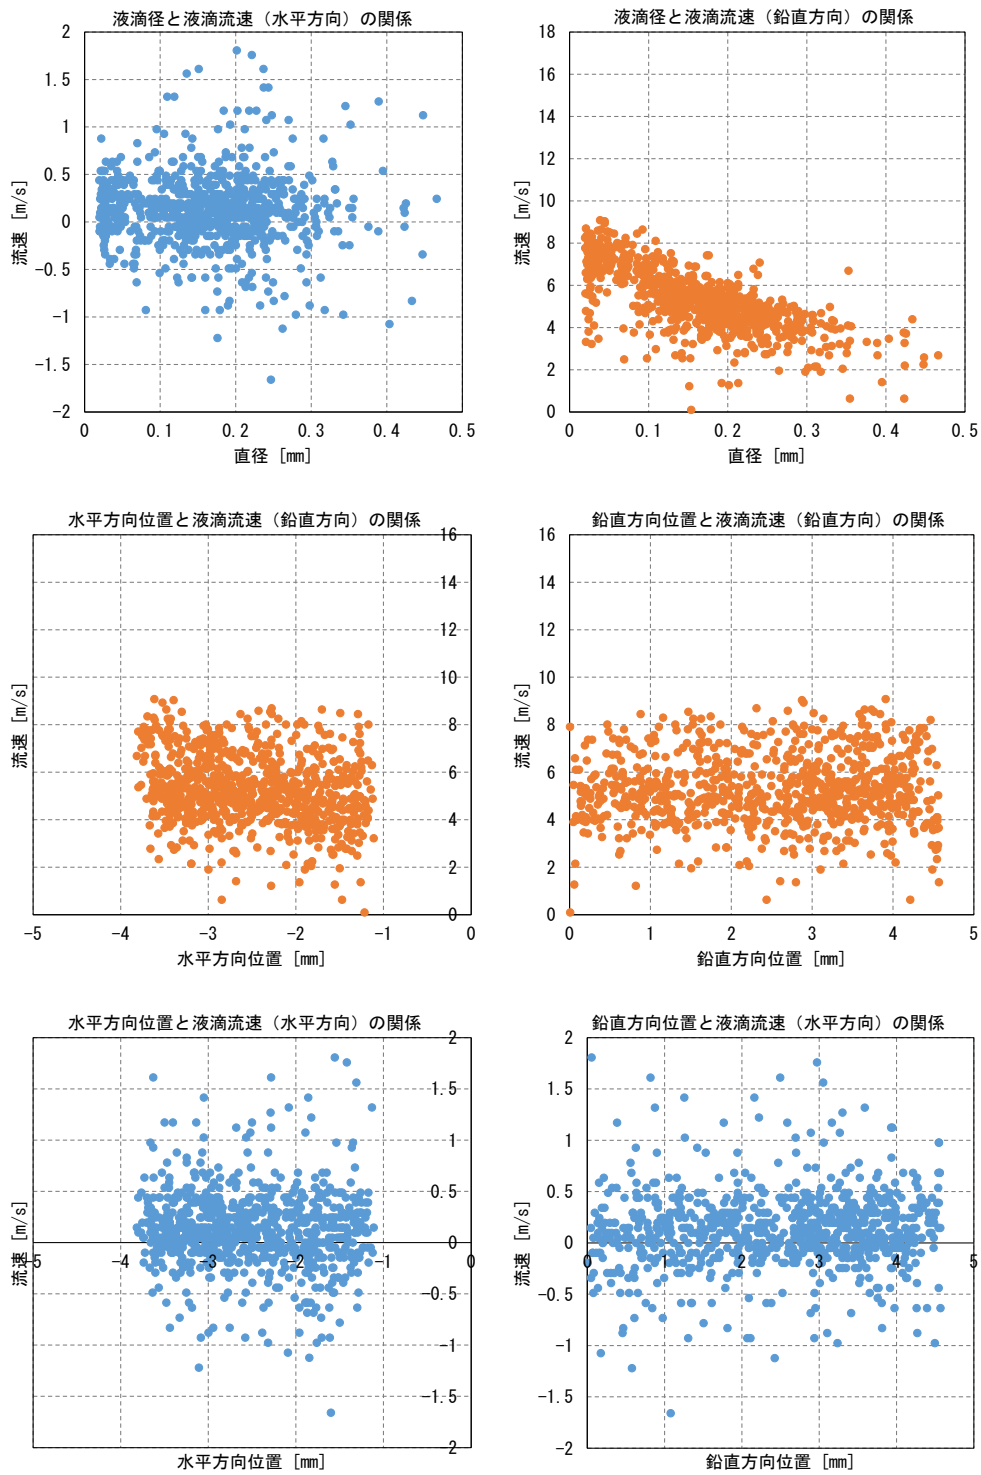 液滴径と液滴流速（水平方向）の関係
2
1.5
1
0.5
0
-0.5
-1
-1.5
-2
流速 [m/s]
0 0.1 0.2 0.3 0.4 0.5
直径 [mm]
液滴径と液滴流速（鉛直方向）の関係
18
16
14
12
10
8
6
4
2
0
流速 [m/s]
0 0.1 0.2 0.3 0.4 0.5
直径 [mm]
水平方向位置と液滴流速（鉛直方向）の関係
16
14
12
10
8
6
4
2
0
流速 [m/s]
-5 -4 -3 -2 -1 0
水平方向位置 [mm]
鉛直方向位置と液滴流速（鉛直方向）の関係
16
14
12
10
8
6
4
2
0
流速 [m/s]
0 1 2 3 4 5
鉛直方向位置 [mm]
水平方向位置と液滴流速（水平方向）の関係
2
1.5
1
0.5
0
-0.5
-1
-1.5
-2
流速 [m/s]
-5 -4 -3 -2 -1 0
水平方向位置 [mm]
鉛直方向位置と液滴流速（水平方向）の関係
2
1.5
1
0.5
0
-0.5
-1
-1.5
-2
流速 [m/s]
0 1 2 3 4 5
鉛直方向位置 [mm]